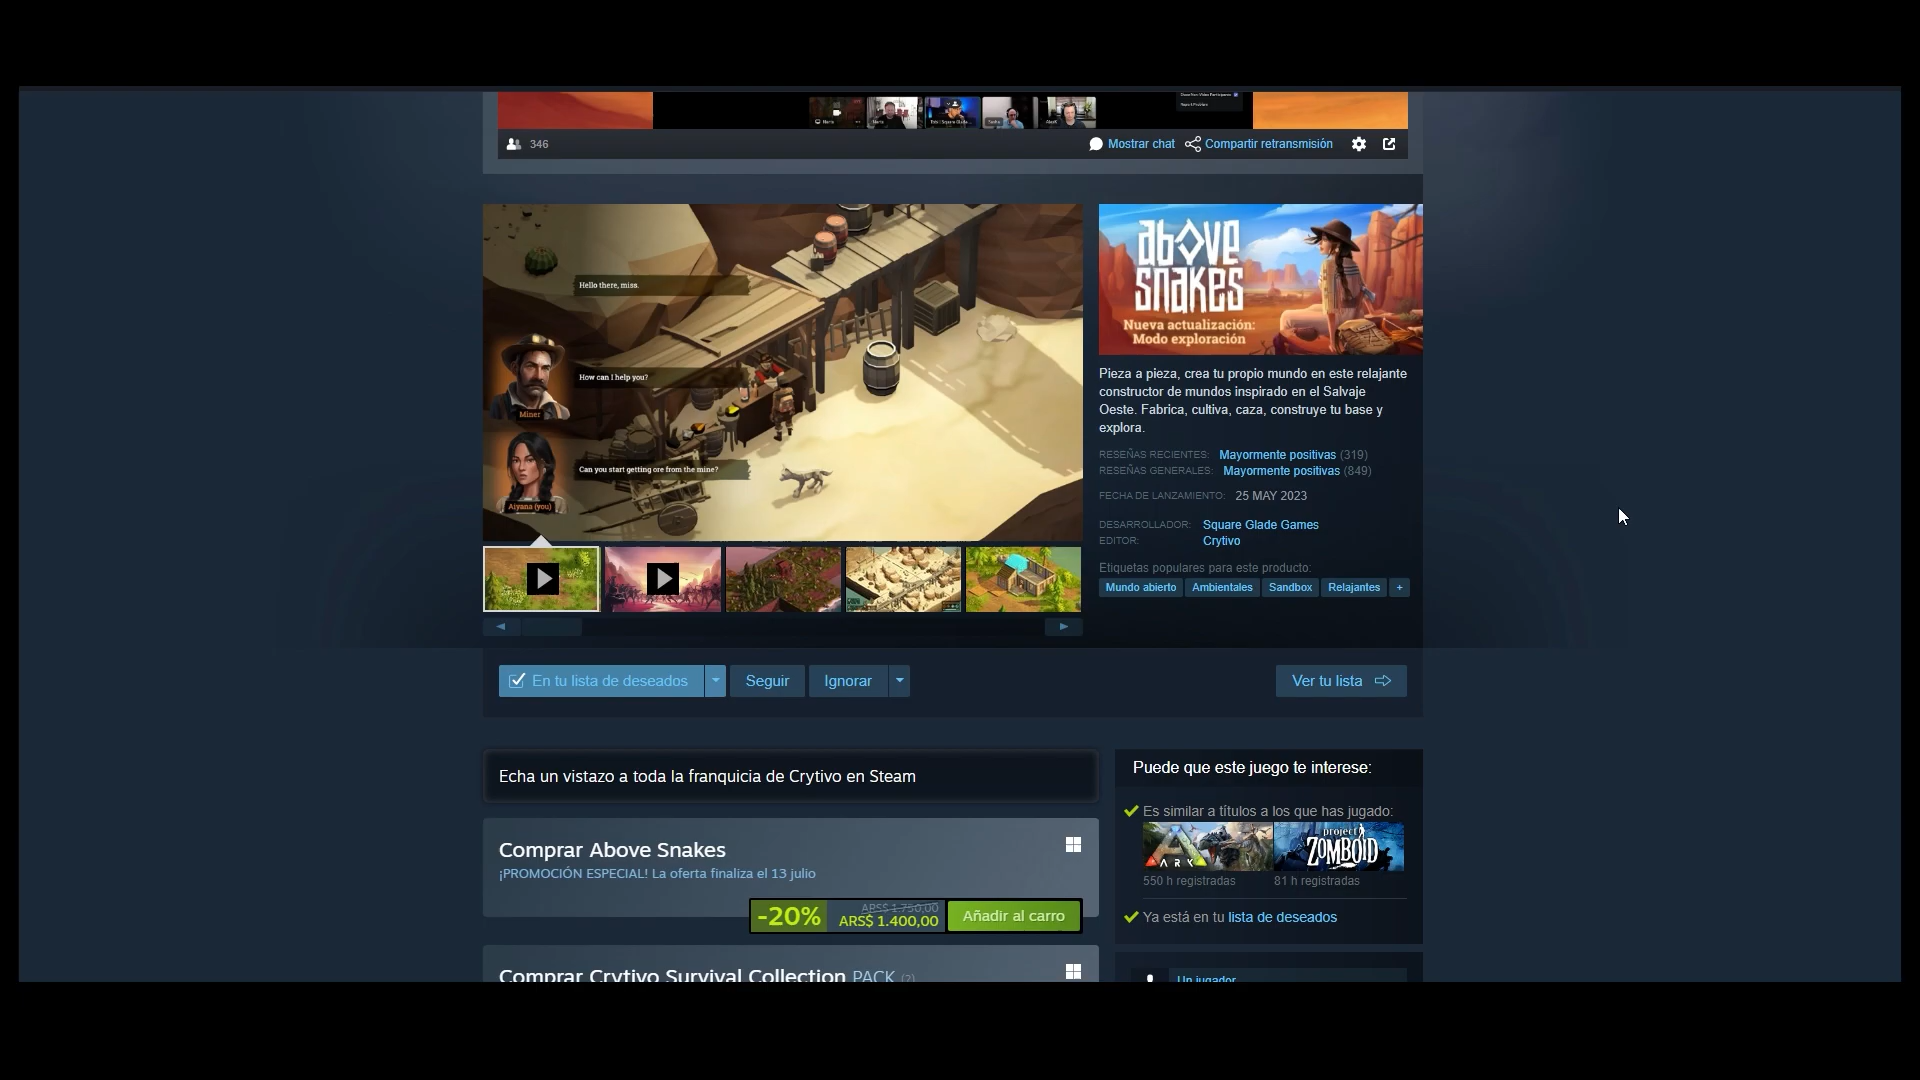 346
Mostrar chat
Compartir retransmisión
Hello there, miss.
How can I help you?
Miner
Can you start getting ore from the mine?
Aiyana (you)
above
snakes
Nueva actualización:
Modo exploración
Pieza a pieza, crea tu propio mundo en este relajante
constructor de mundos inspirado en el Salvaje
Oeste. Fabrica, cultiva, caza, construye tu base y
explora.
RESEÑAS RECIENTES: Mayormente positivas (319)
RESEÑAS GENERALES: Mayormente positivas (849)
FECHA DE LANZAMIENTO: 25 MAY 2023
DESARROLLADOR: Square Glade Games
EDITOR: Crytivo
Etiquetas populares para este producto:
Mundo abierto Ambientales Sandbox Relajantes +
En tu lista de deseados
Seguir
Ignorar
Ver tu lista
Echa un vistazo a toda la franquicia de Crytivo en Steam
Comprar Above Snakes
¡PROMOCIÓN ESPECIAL! La oferta finaliza el 13 julio
-20%
ARS$ 1.750,00
ARS$ 1.400,00
Añadir al carro
Comprar Crytivo Survival Collection PACK (?)
Puede que este juego te interese:
Es similar a títulos a los que has jugado:
ARK
project
ZOMBOID
550 h registradas
81 h registradas
Ya está en tu lista de deseados
Un jugador